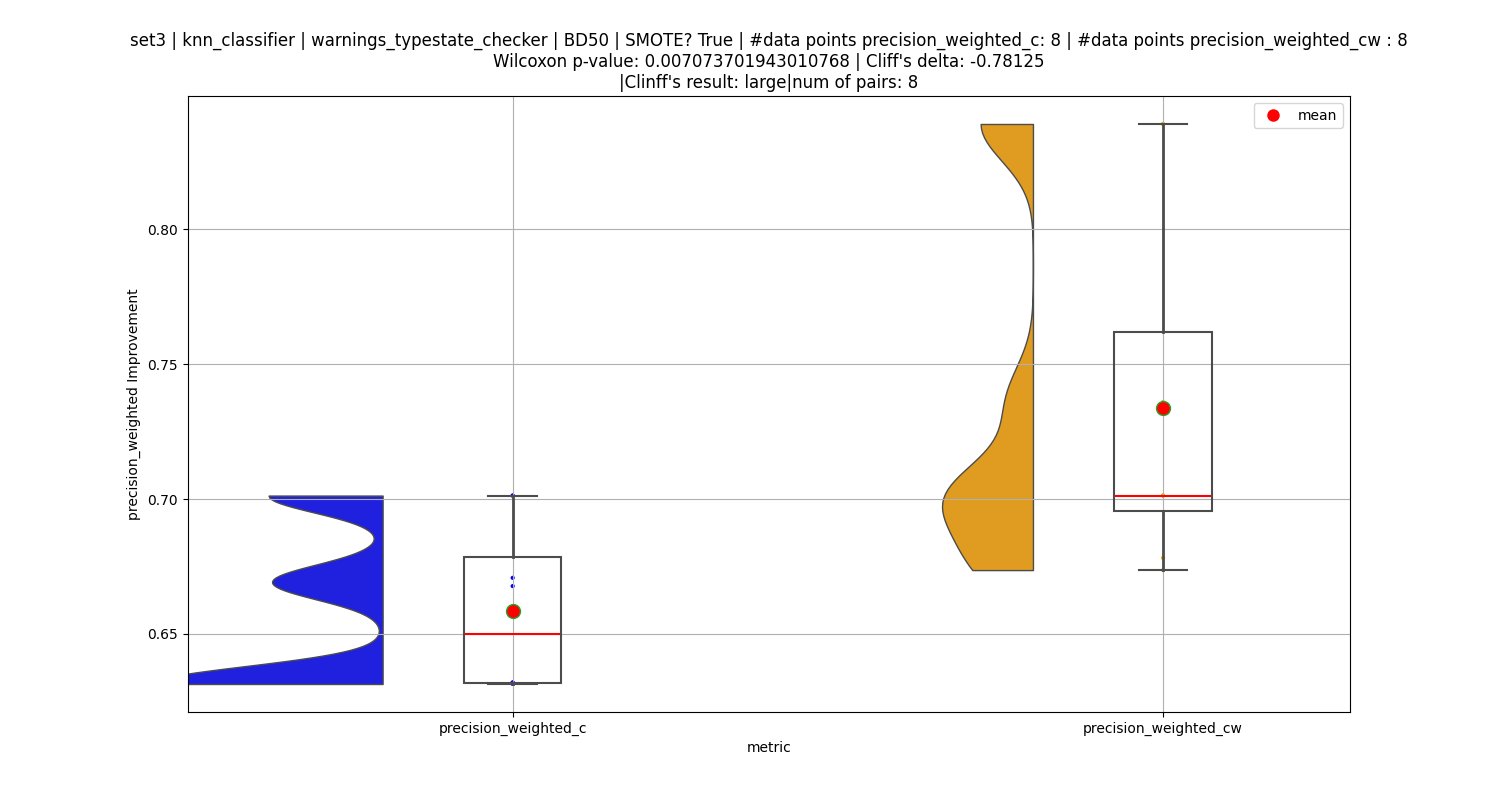 set3 | knn_classifier | warnings_typestate_checker | BD50 | SMOTE? True | #data points precision_weighted_c: 8 | #data points precision_weighted_cw : 8
Wilcoxon p-value: 0.007073701943010768 | Cliff's delta: -0.78125
|Clinff's result: large|num of pairs: 8
mean
0.80
0.75
0.70
0.65
precision_weighted Improvement
precision_weighted_c
precision_weighted_cw
metric